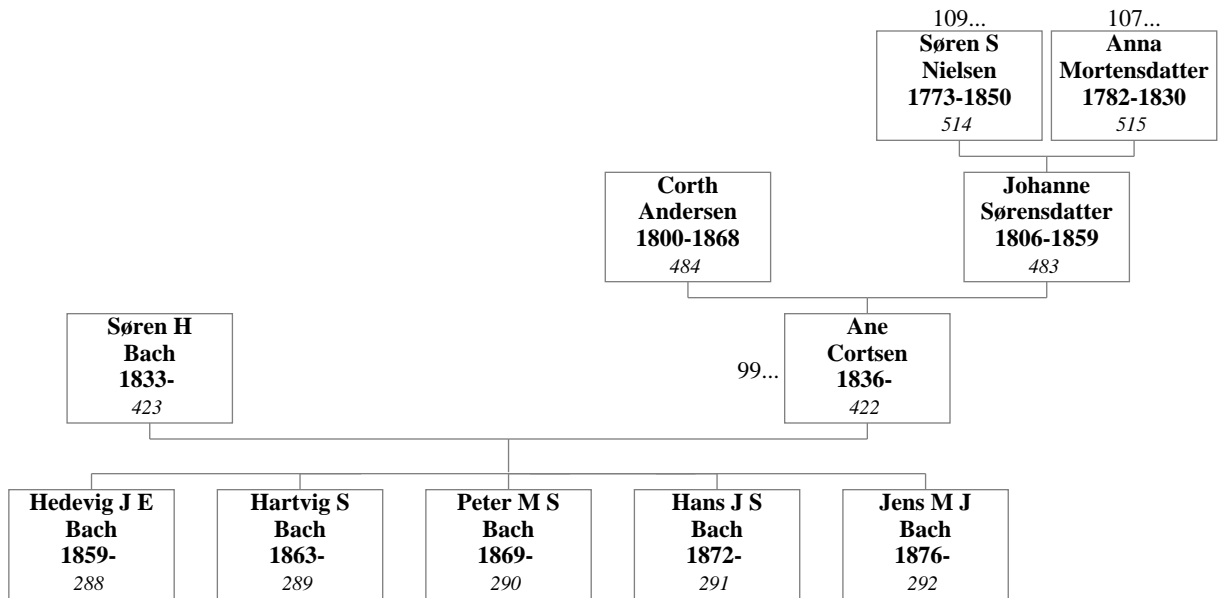 109...
Søren S
Nielsen
1773-1850
514
107...
Anna
Mortensdatter
1782-1830
515
Corth
Andersen
1800-1868
484
Johanne
Sørensdatter
1806-1859
483
Søren H
Bach
1833-
423
99...
Ane
Cortsen
1836-
422
Hedevig J E
Bach
1859-
288
Hartvig S
Bach
1863-
289
Peter M S
Bach
1869-
290
Hans J S
Bach
1872-
291
Jens M J
Bach
1876-
292